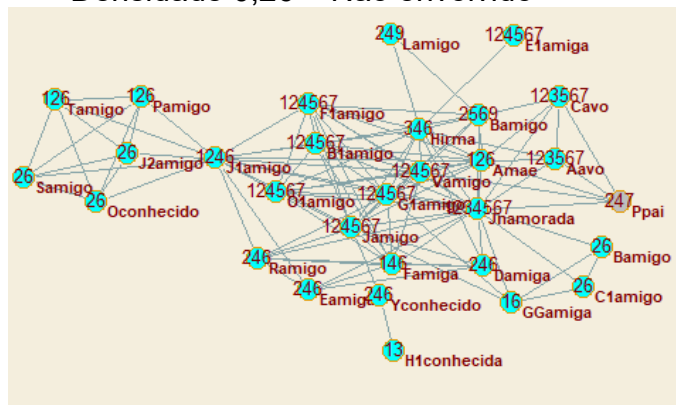 249
Lamigo
124567
E1amiga
126
Tamigo
126
Pamigo
124567
F1amigo
2569
Bamigo
123567
Cavo
346
Hirma
124567
B1amigo
26
J2amigo
1246
J1amigo
124567
Vamigo
126
Amae
123567
Aavo
26
Samigo
26
Oconhecido
124567
O1amigo
124567
G1amigo
1234567
Jnamorada
247
Ppai
124567
Jamigo
246
Ramigo
146
Famiga
246
Damiga
26
Bamigo
246
Eamiga
246
Yconhecido
16
GGamiga
26
C1amigo
13
H1conhecida